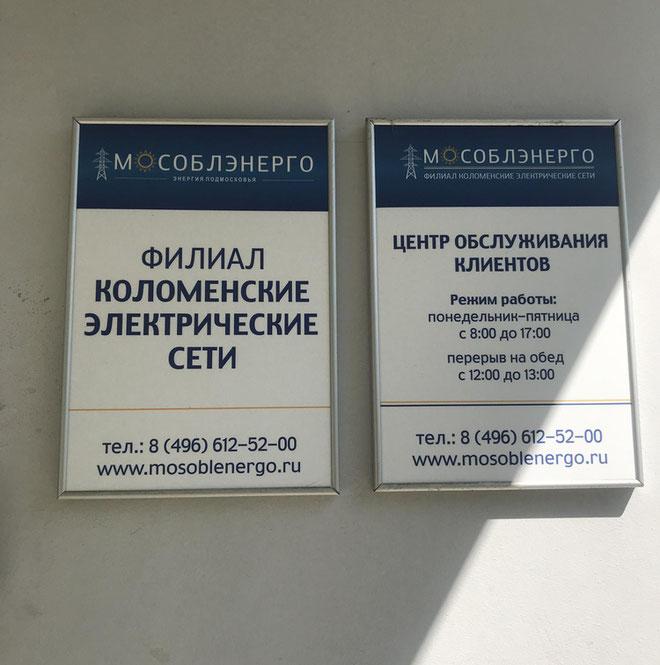 МОСОБЛЭНЕРГО
ЭНЕРГИЯ ПОДМОСКОВЬЯ
ФИЛИАЛ
КОЛОМЕНСКИЕ
ЭЛЕКТРИЧЕСКИЕ
СЕТИ
тел.: 8 (496) 612-52-00
www.mosoblenergo.ru
МОСОБЛЭНЕРГО
ФИЛИАЛ КОЛОМЕНСКИЕ ЭЛЕКТРИЧЕСКИЕ СЕТИ
ЦЕНТР ОБСЛУЖИВАНИЯ
КЛИЕНТОВ
Режим работы:
понедельник-пятница
с 8:00 до 17:00
перерыв на обед
с 12:00 до 13:00
тел.: 8 (496) 612-52-00
www.mosoblenergo.ru